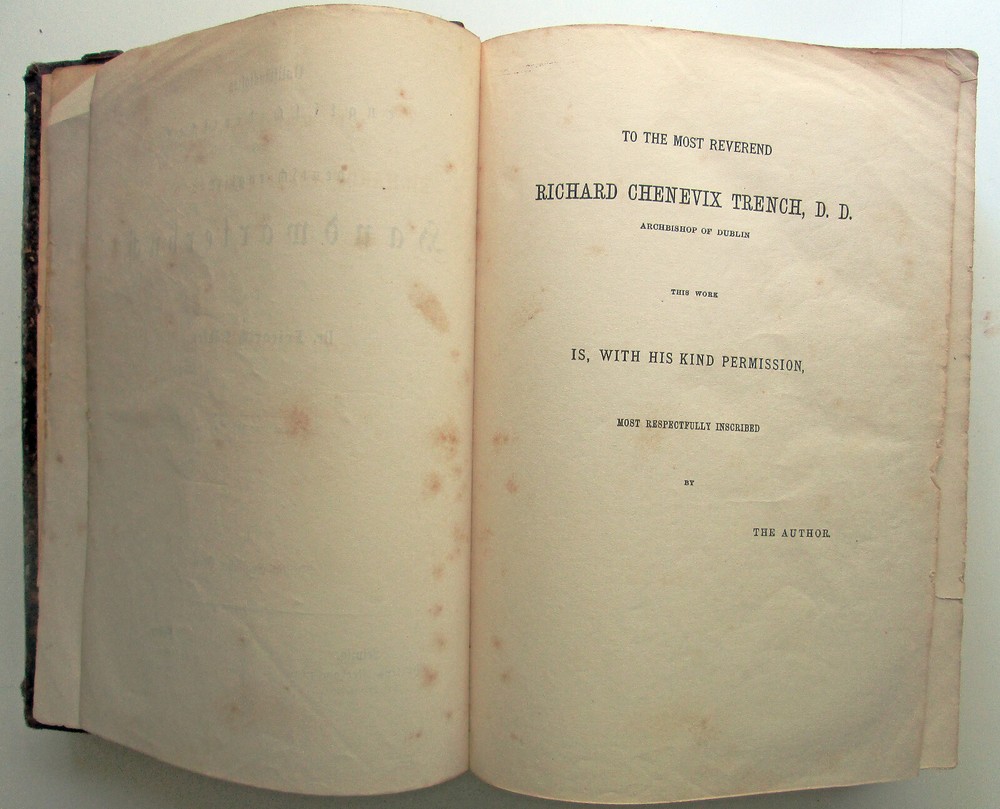 TO THE MOST REVEREND
RICHARD CHENEVIX TRENCH, D. D.
ARCHBISHOP OF DUBLIN
THIS WORK
IS, WITH HIS KIND PERMISSION,
MOST RESPECTFULLY INSCRIBED
BY
THE AUTHOR.